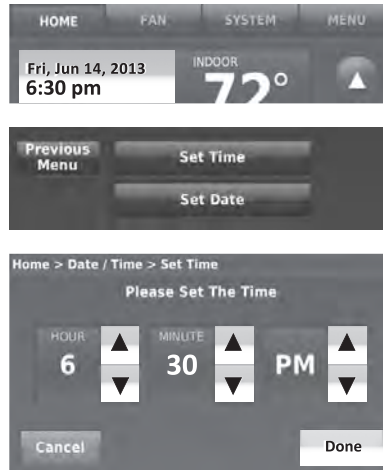 HOME FAN SYSTEM MENU
INDOOR
Fri, Jun 14, 2013
6:30 pm
72°
Previous
Menu
Set Time
Set Date
Home > Date / Time > Set Time
Please Set The Time
HOUR MINUTE
6 30 PM
Cancel Done